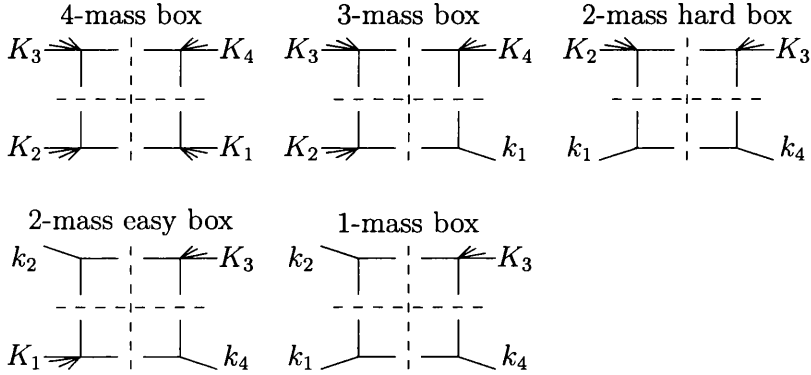 4-mass box 3-mass box 2-mass hard box
K₃ K₄ K₃ K₄ K₂ K₃
K₂ K₁ K₂ k₁ k₁ k₄
2-mass easy box 1-mass box
k₂ K₃ k₂ K₃
K₁ k₄ k₁ k₄